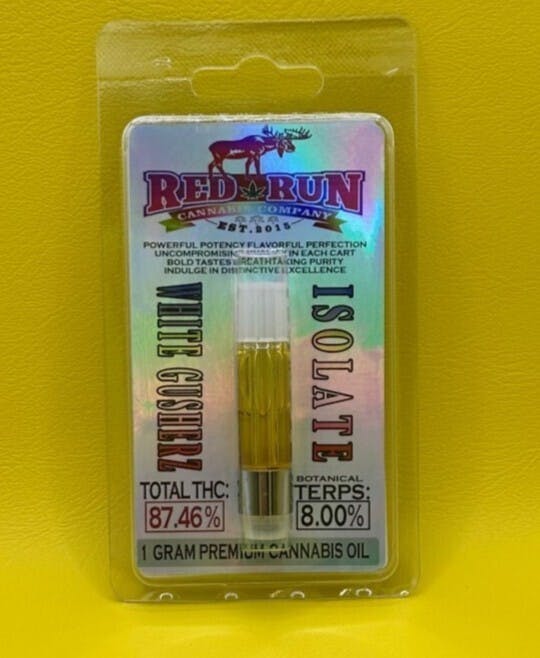 RED RUN
CANNABIS COMPANY
EST. 2015
POWERFUL POTENCY FLAVORFUL PERFECTION
UNCOMPROMISING IN EACH CART
BOLD TASTES BREATHTAKING PURITY
INDULGE IN DISTINCTIVE EXCELLENCE
WHITE GUSHERZ
ISOLATE
TOTAL THC:
87.46%
BOTANICAL
TERPS:
8.00%
1 GRAM PREMIUM CANNABIS OIL